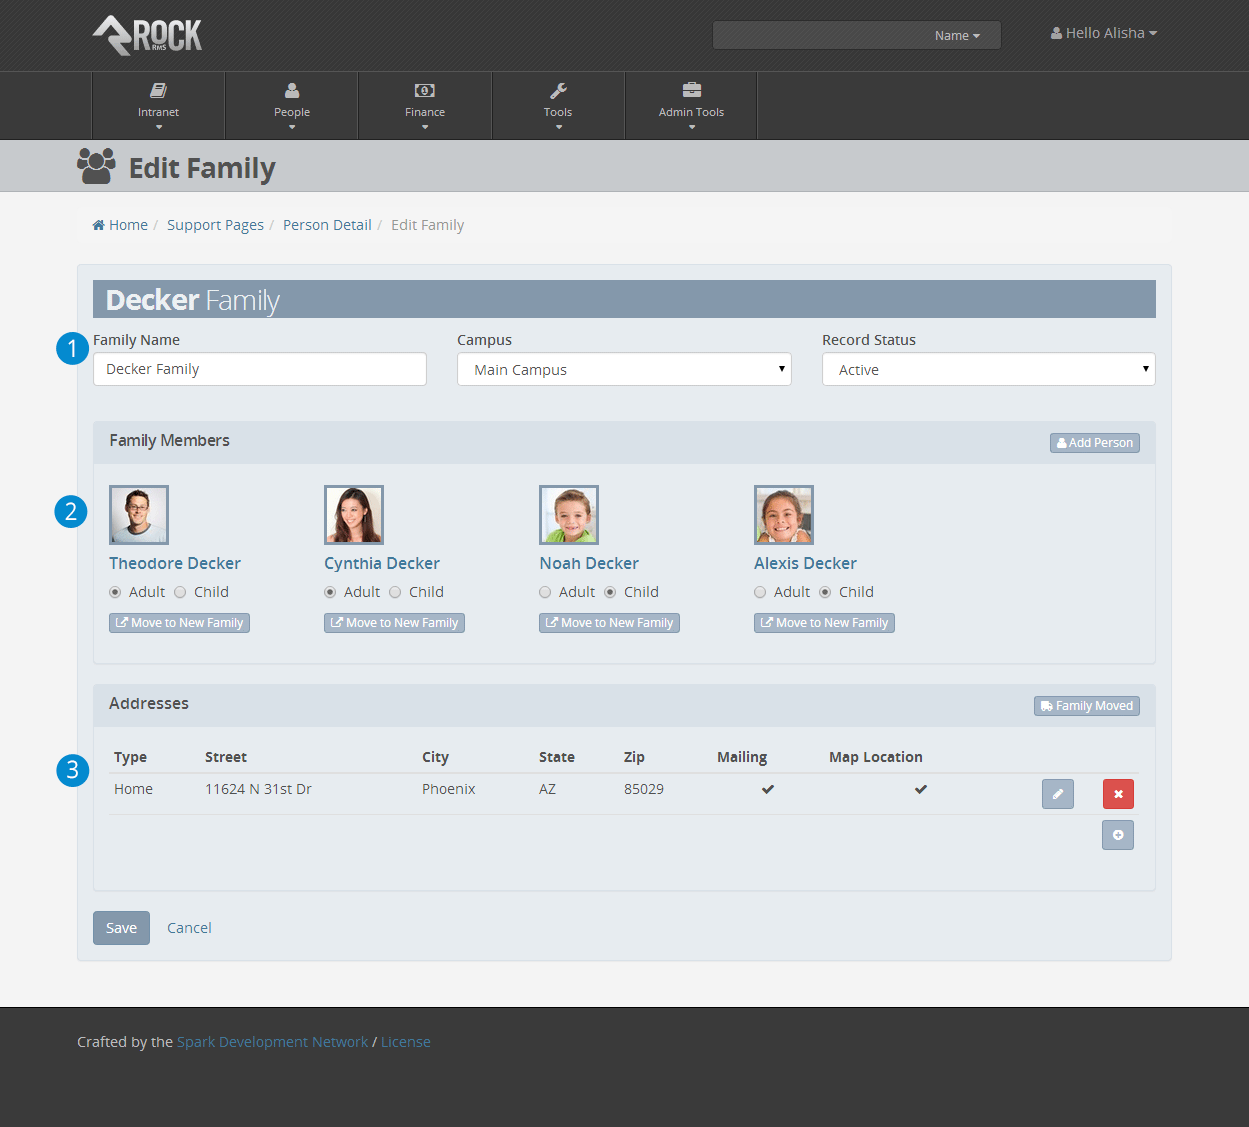 ROCK
RMS
Name
Hello Alisha
Intranet
People
Finance
Tools
Admin Tools
Edit Family
Home / Support Pages / Person Detail / Edit Family
Decker Family
1
Family Name
Campus
Record Status
Decker Family
Main Campus
Active
Family Members
Add Person
2
Theodore Decker
Cynthia Decker
Noah Decker
Alexis Decker
Adult Child
Adult Child
Adult Child
Adult Child
Move to New Family
Move to New Family
Move to New Family
Move to New Family
Addresses
Family Moved
3
Type Street City State Zip Mailing Map Location
Home 11624 N 31st Dr Phoenix AZ 85029
Save
Cancel
Crafted by the Spark Development Network / License